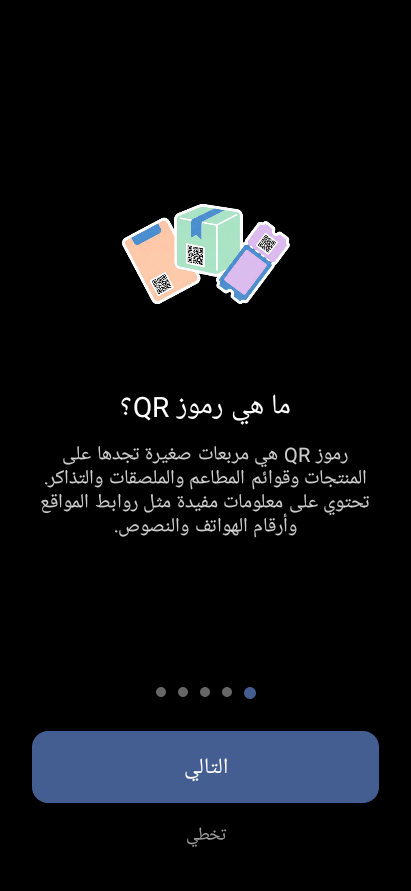 ما هي رموز QR؟
رموز QR هي مربعات صغيرة تجدها على
المنتجات وقوائم المطاعم والملصقات والتذاكر.
تحتوي على معلومات مفيدة مثل روابط المواقع
وأرقام الهواتف والنصوص.
التالي
تخطي